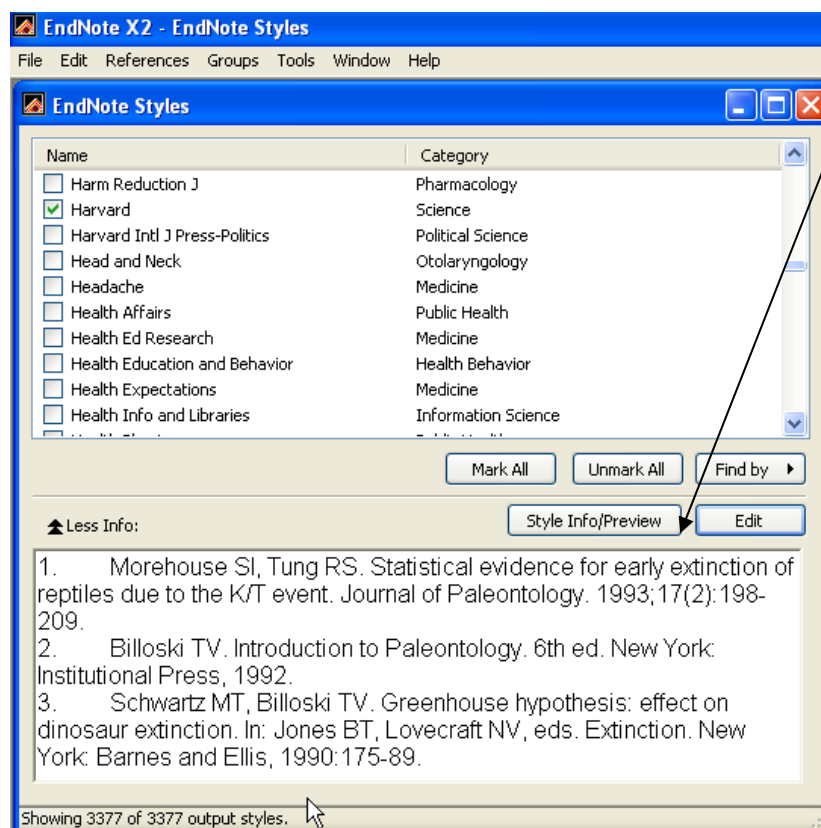 EndNote X2 - EndNote Styles
File Edit References Groups Tools Window Help
EndNote Styles
Name Category
Harm Reduction J Pharmacology
Harvard Science
Harvard Intl J Press-Politics Political Science
Head and Neck Otolaryngology
Headache Medicine
Health Affairs Public Health
Health Ed Research Medicine
Health Education and Behavior Health Behavior
Health Expectations Medicine
Health Info and Libraries Information Science
Mark All Unmark All Find by
Less Info: Style Info/Preview Edit
1. Morehouse SI, Tung RS. Statistical evidence for early extinction of
reptiles due to the K/T event. Journal of Paleontology. 1993;17(2):198-
209.
2. Billoski TV. Introduction to Paleontology. 6th ed. New York:
Institutional Press, 1992.
3. Schwartz MT, Billoski TV. Greenhouse hypothesis: effect on
dinosaur extinction. In: Jones BT, Lovecraft NV, eds. Extinction. New
York: Barnes and Ellis, 1990:175-89.
Showing 3377 of 3377 output styles.